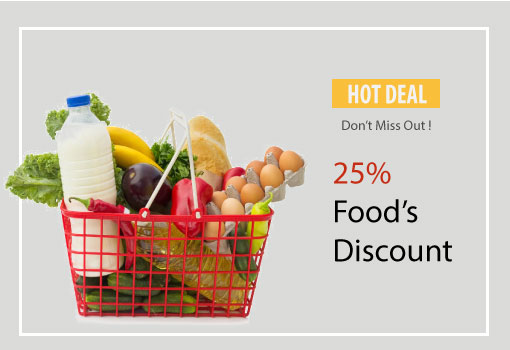 HOT DEAL
Don't Miss Out !
25%
Food's
Discount